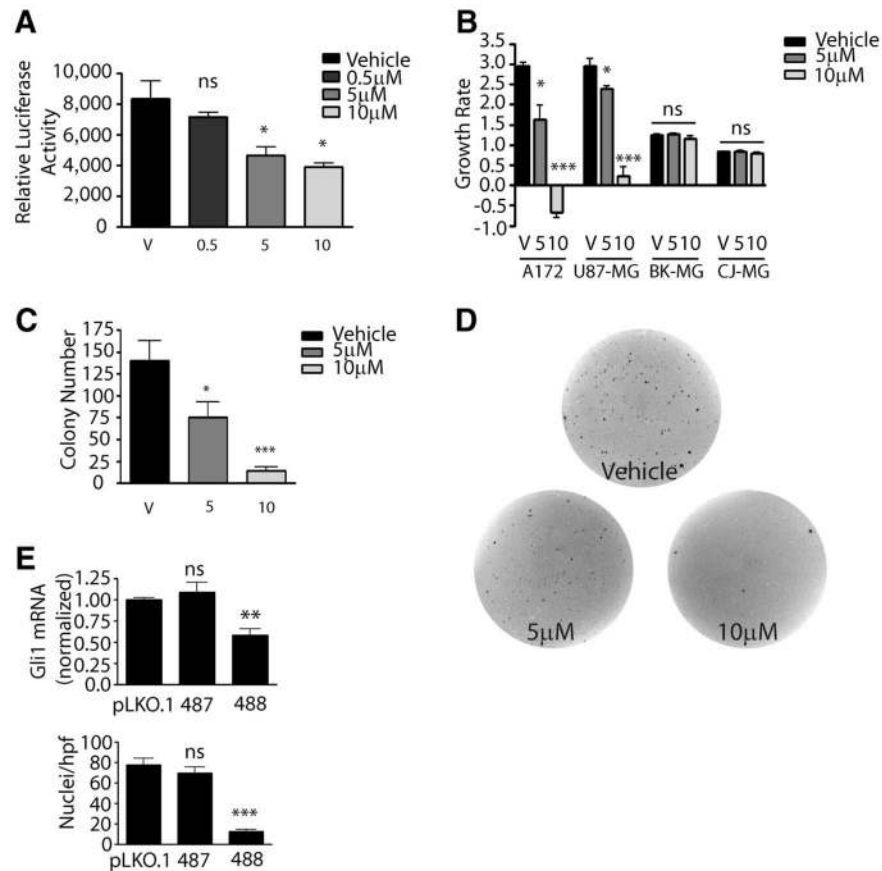 A
Relative Luciferase
Activity
10,000
8,000
6,000
4,000
2,000
0
ns
*
*
V
0.5
5
10
Vehicle
0.5µM
5µM
10µM
B
Growth Rate
3.5
3.0
2.5
2.0
1.5
1.0
0.5
0.0
-0.5
-1.0
*
***
*
***
ns
ns
V 5 10
V 5 10
V 5 10
V 5 10
A172
U87-MG
BK-MG
CJ-MG
Vehicle
5µM
10µM
C
Colony Number
175
150
125
100
75
50
25
0
*
***
V
5
10
Vehicle
5µM
10µM
D
Vehicle
5µM
10µM
E
Gli1 mRNA
(normalized)
1.25
1.00
0.75
0.50
0.25
0.0
ns
**
pLKO.1
487
488
Nuclei/hpf
80
60
40
20
0
ns
***
pLKO.1
487
488